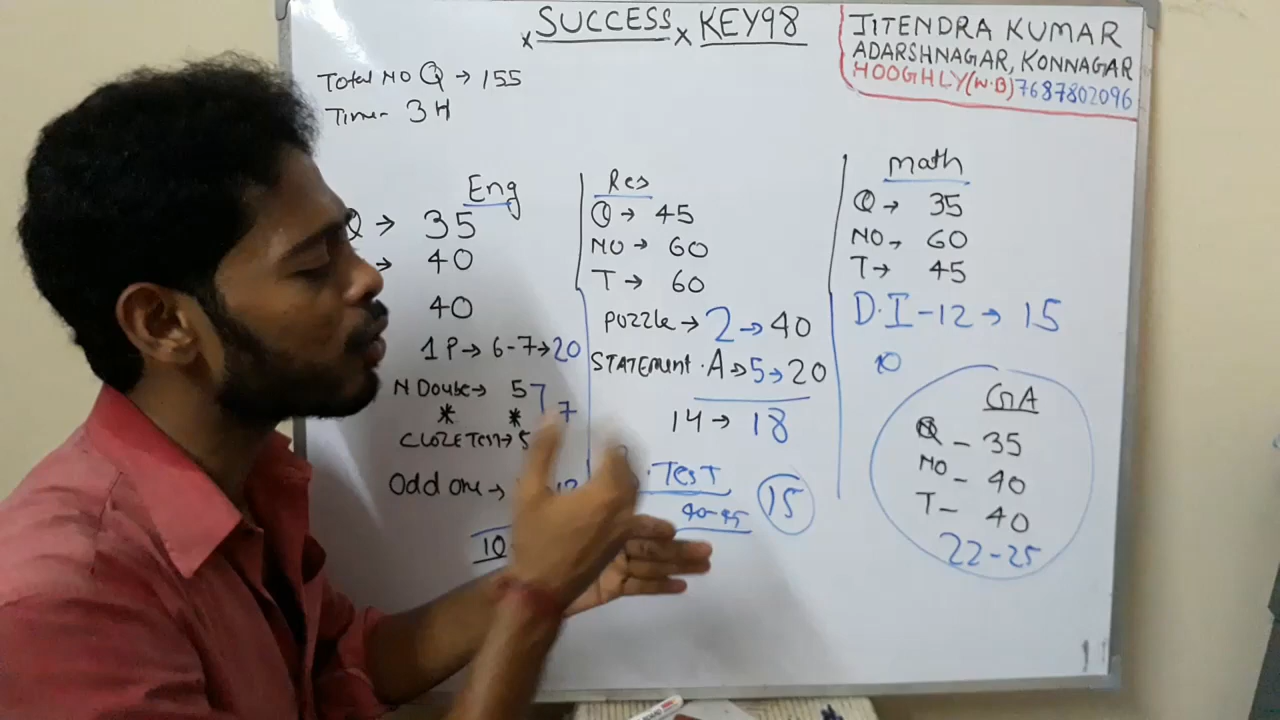 × SUCCESS × KEY98
JITENDRA KUMAR
ADARSHNAGAR, KONNAGAR
HOOGHLY(W.B) 7687802096
Total NO Q → 155
Time- 3H
Eng
Q → 35
→ 40
40
1 P → 6-7 → 20
N Doube → 5 7
* * 7
CLOZE TEST → 5
Odd one →
10
Res
Q → 45
NO → 60
T → 60
PUZZLE → 2 → 40
STATEMENT.A → 5 → 20
14 → 18
.TEST
40-45 15
math
Q → 35
NO → 60
T → 45
D.I - 12 → 15
10
GA
Q - 35
NO - 40
T - 40
22-25